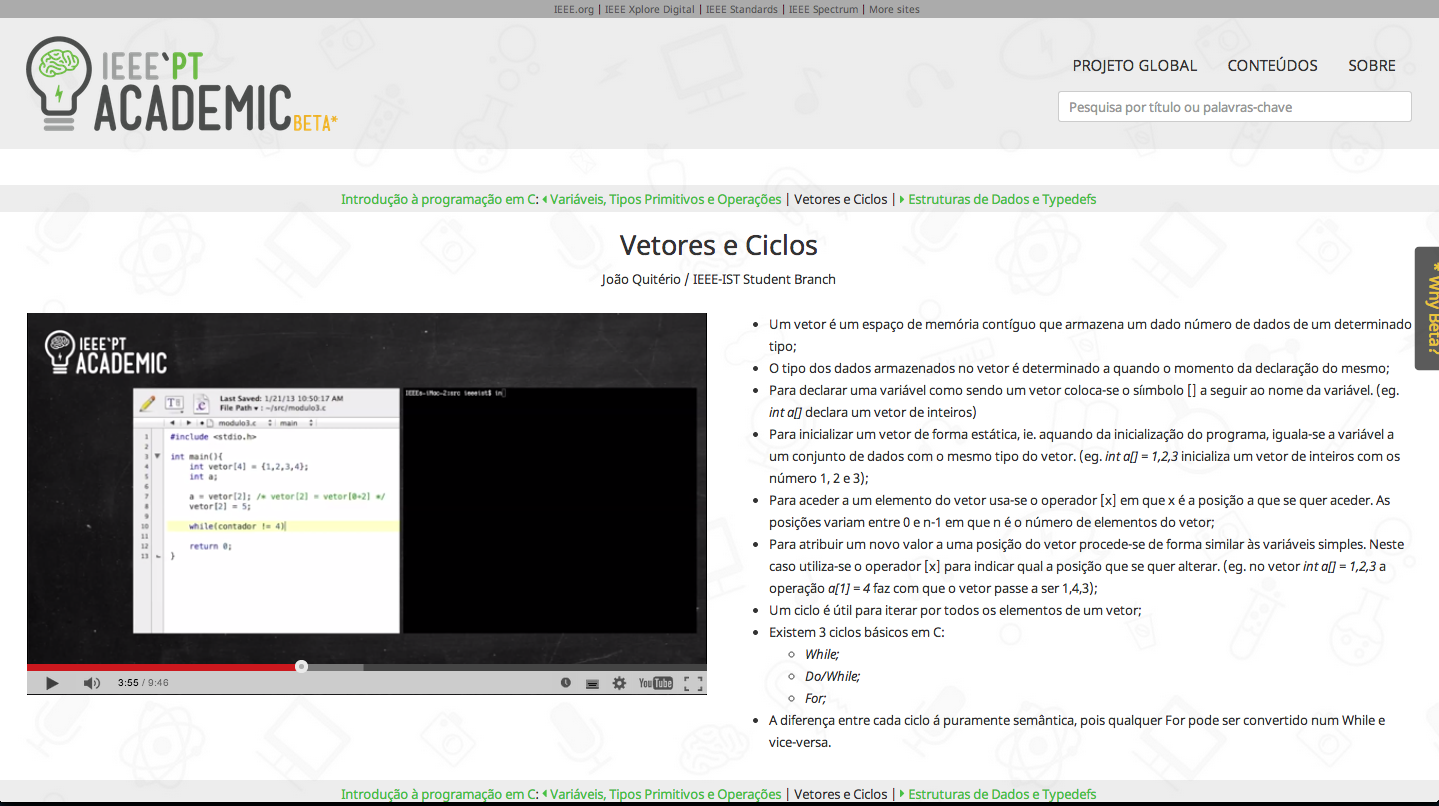 IEEE.org | IEEE Xplore Digital | IEEE Standards | IEEE Spectrum | More sites
IEEE`PT
ACADEMIC BETA*
PROJETO GLOBAL CONTEÚDOS SOBRE
Pesquisa por título ou palavras-chave
Introdução à programação em C: Variáveis, Tipos Primitivos e Operações | Vetores e Ciclos | Estruturas de Dados e Typedefs
Vetores e Ciclos
João Quitério / IEEE-IST Student Branch
* Why Beta?
IEEE`PT
ACADEMIC
Last Saved: 1/21/13 10:50:17 AM
File Path ▾ : ~/src/modulo3.c
modulo3.c main
IEEEs-iMac-2:src ieeeist$ in
1 #include <stdio.h>
2
3 int main(){
4 int vetor[4] = {1,2,3,4};
5 int a;
6
7 a = vetor[2]; /* vetor[2] = vetor[0+2] */
8 vetor[2] = 5;
9
10 while(contador != 4)
11
12 return 0;
13 }
3:55 / 9:46
YouTube
• Um vetor é um espaço de memória contíguo que armazena um dado número de dados de um determinado
tipo;
• O tipo dos dados armazenados no vetor é determinado a quando o momento da declaração do mesmo;
• Para declarar uma variável como sendo um vetor coloca-se o síimbolo [] a seguir ao nome da variável. (eg.
int a[] declara um vetor de inteiros)
• Para inicializar um vetor de forma estática, ie. aquando da inicialização do programa, iguala-se a variável a
um conjunto de dados com o mesmo tipo do vetor. (eg. int a[] = 1,2,3 inicializa um vetor de inteiros com os
número 1, 2 e 3);
• Para aceder a um elemento do vetor usa-se o operador [x] em que x é a posição a que se quer aceder. As
posições variam entre 0 e n-1 em que n é o número de elementos do vetor;
• Para atribuir um novo valor a uma posição do vetor procede-se de forma similar às variáveis simples. Neste
caso utiliza-se o operador [x] para indicar qual a posição que se quer alterar. (eg. no vetor int a[] = 1,2,3 a
operação a[1] = 4 faz com que o vetor passe a ser 1,4,3);
• Um ciclo é útil para iterar por todos os elementos de um vetor;
• Existem 3 ciclos básicos em C:
While;
Do/While;
For;
• A diferença entre cada ciclo á puramente semântica, pois qualquer For pode ser convertido num While e
vice-versa.
Introdução à programação em C: Variáveis, Tipos Primitivos e Operações | Vetores e Ciclos | Estruturas de Dados e Typedefs